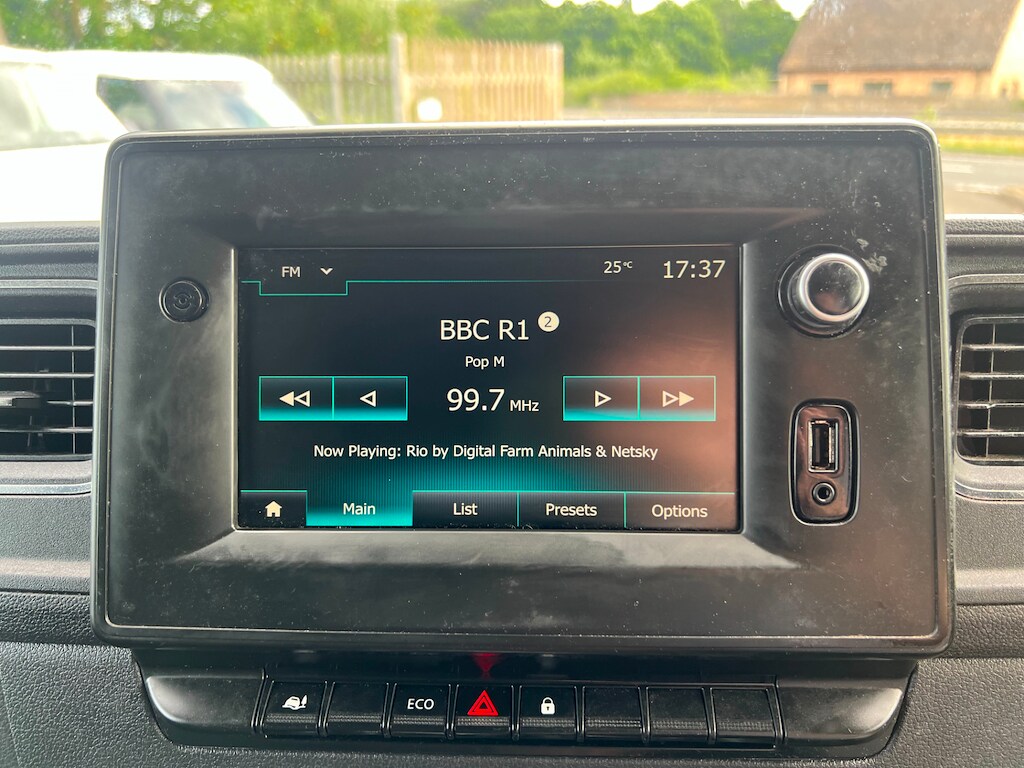 FM
25°C 17:37
BBC R1 2
Pop M
99.7 MHz
Now Playing: Rio by Digital Farm Animals & Netsky
Main List Presets Options
ECO